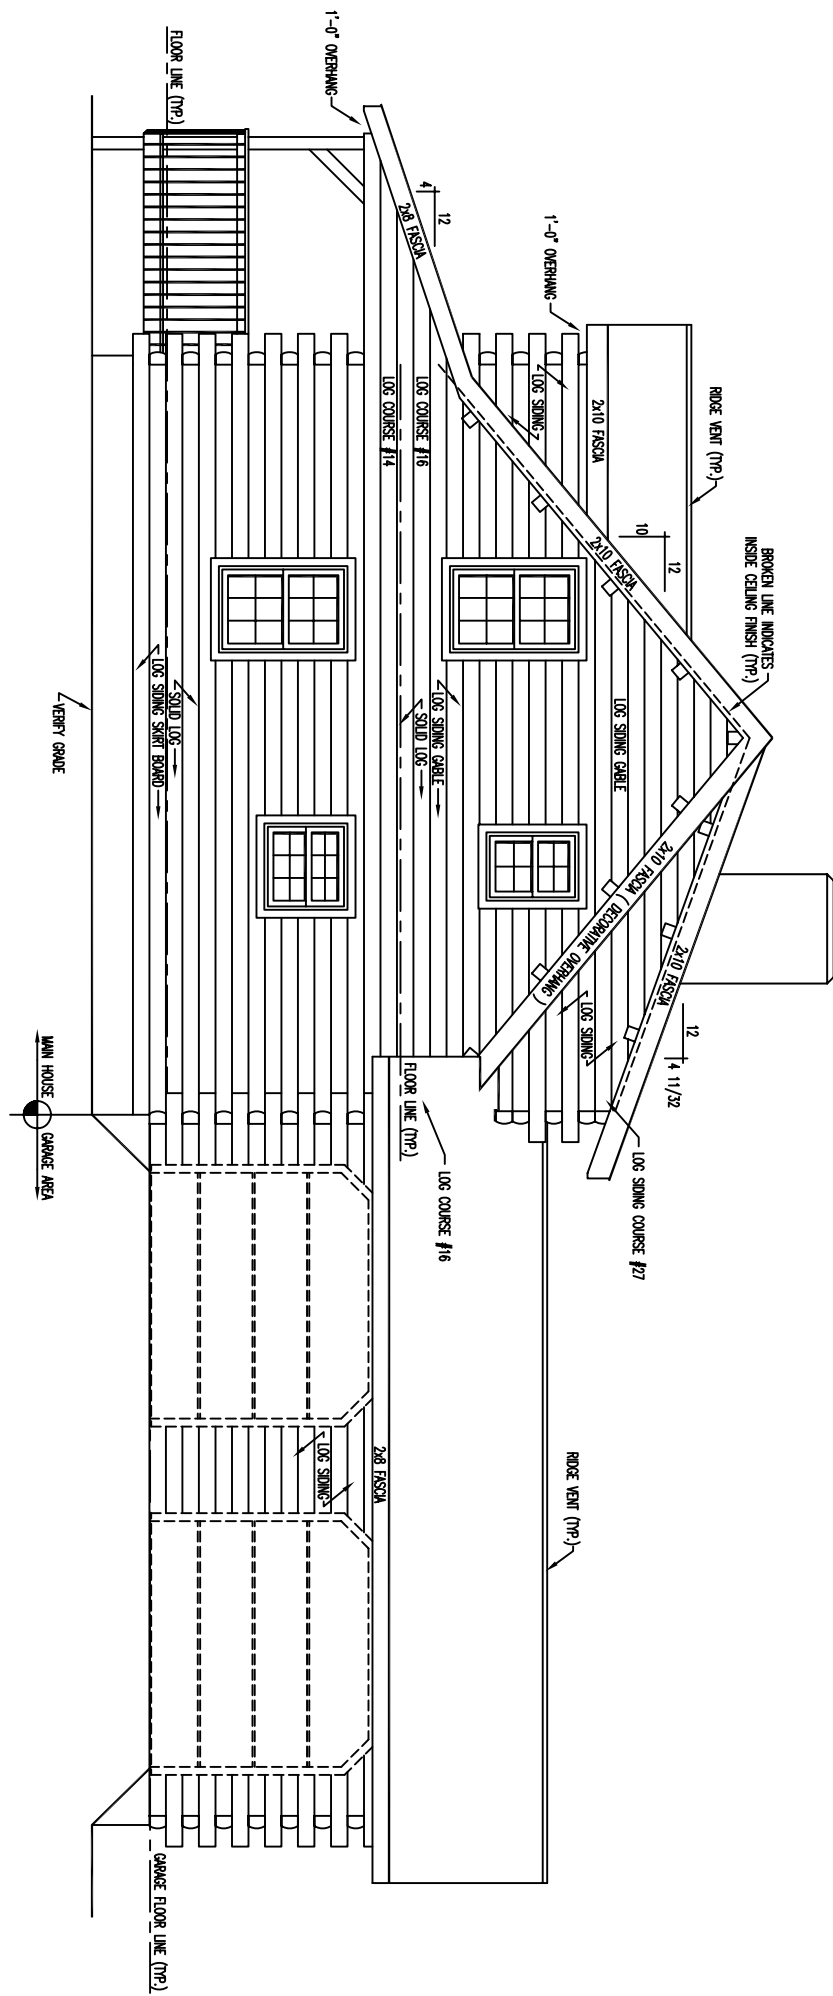 RIDGE VENT (TYP.)
BROKEN LINE INDICATES
INSIDE CEILING FINISH (TYP.)
1'-0" OVERHANG
2x10 FASCIA
12
10
2x10 FASCIA
LOG SIDING GABLE
2x10 FASCIA
12
4 11/32
LOG SIDING COURSE #27
2x10 FASCIA ( DECORATIVE OVERHANG )
LOG SIDING
LOG SIDING
RIDGE VENT (TYP.)
1'-0" OVERHANG
12
4
2x8 FASCIA
LOG COURSE #16
LOG COURSE #14
LOG SIDING GABLE
SOLID LOG
FLOOR LINE (TYP.)
LOG COURSE #16
2x8 FASCIA
LOG SIDING
FLOOR LINE (TYP.)
SOLID LOG
LOG SIDING SKIRT BOARD
GARAGE FLOOR LINE (TYP.)
VERIFY GRADE
MAIN HOUSE
GARAGE AREA